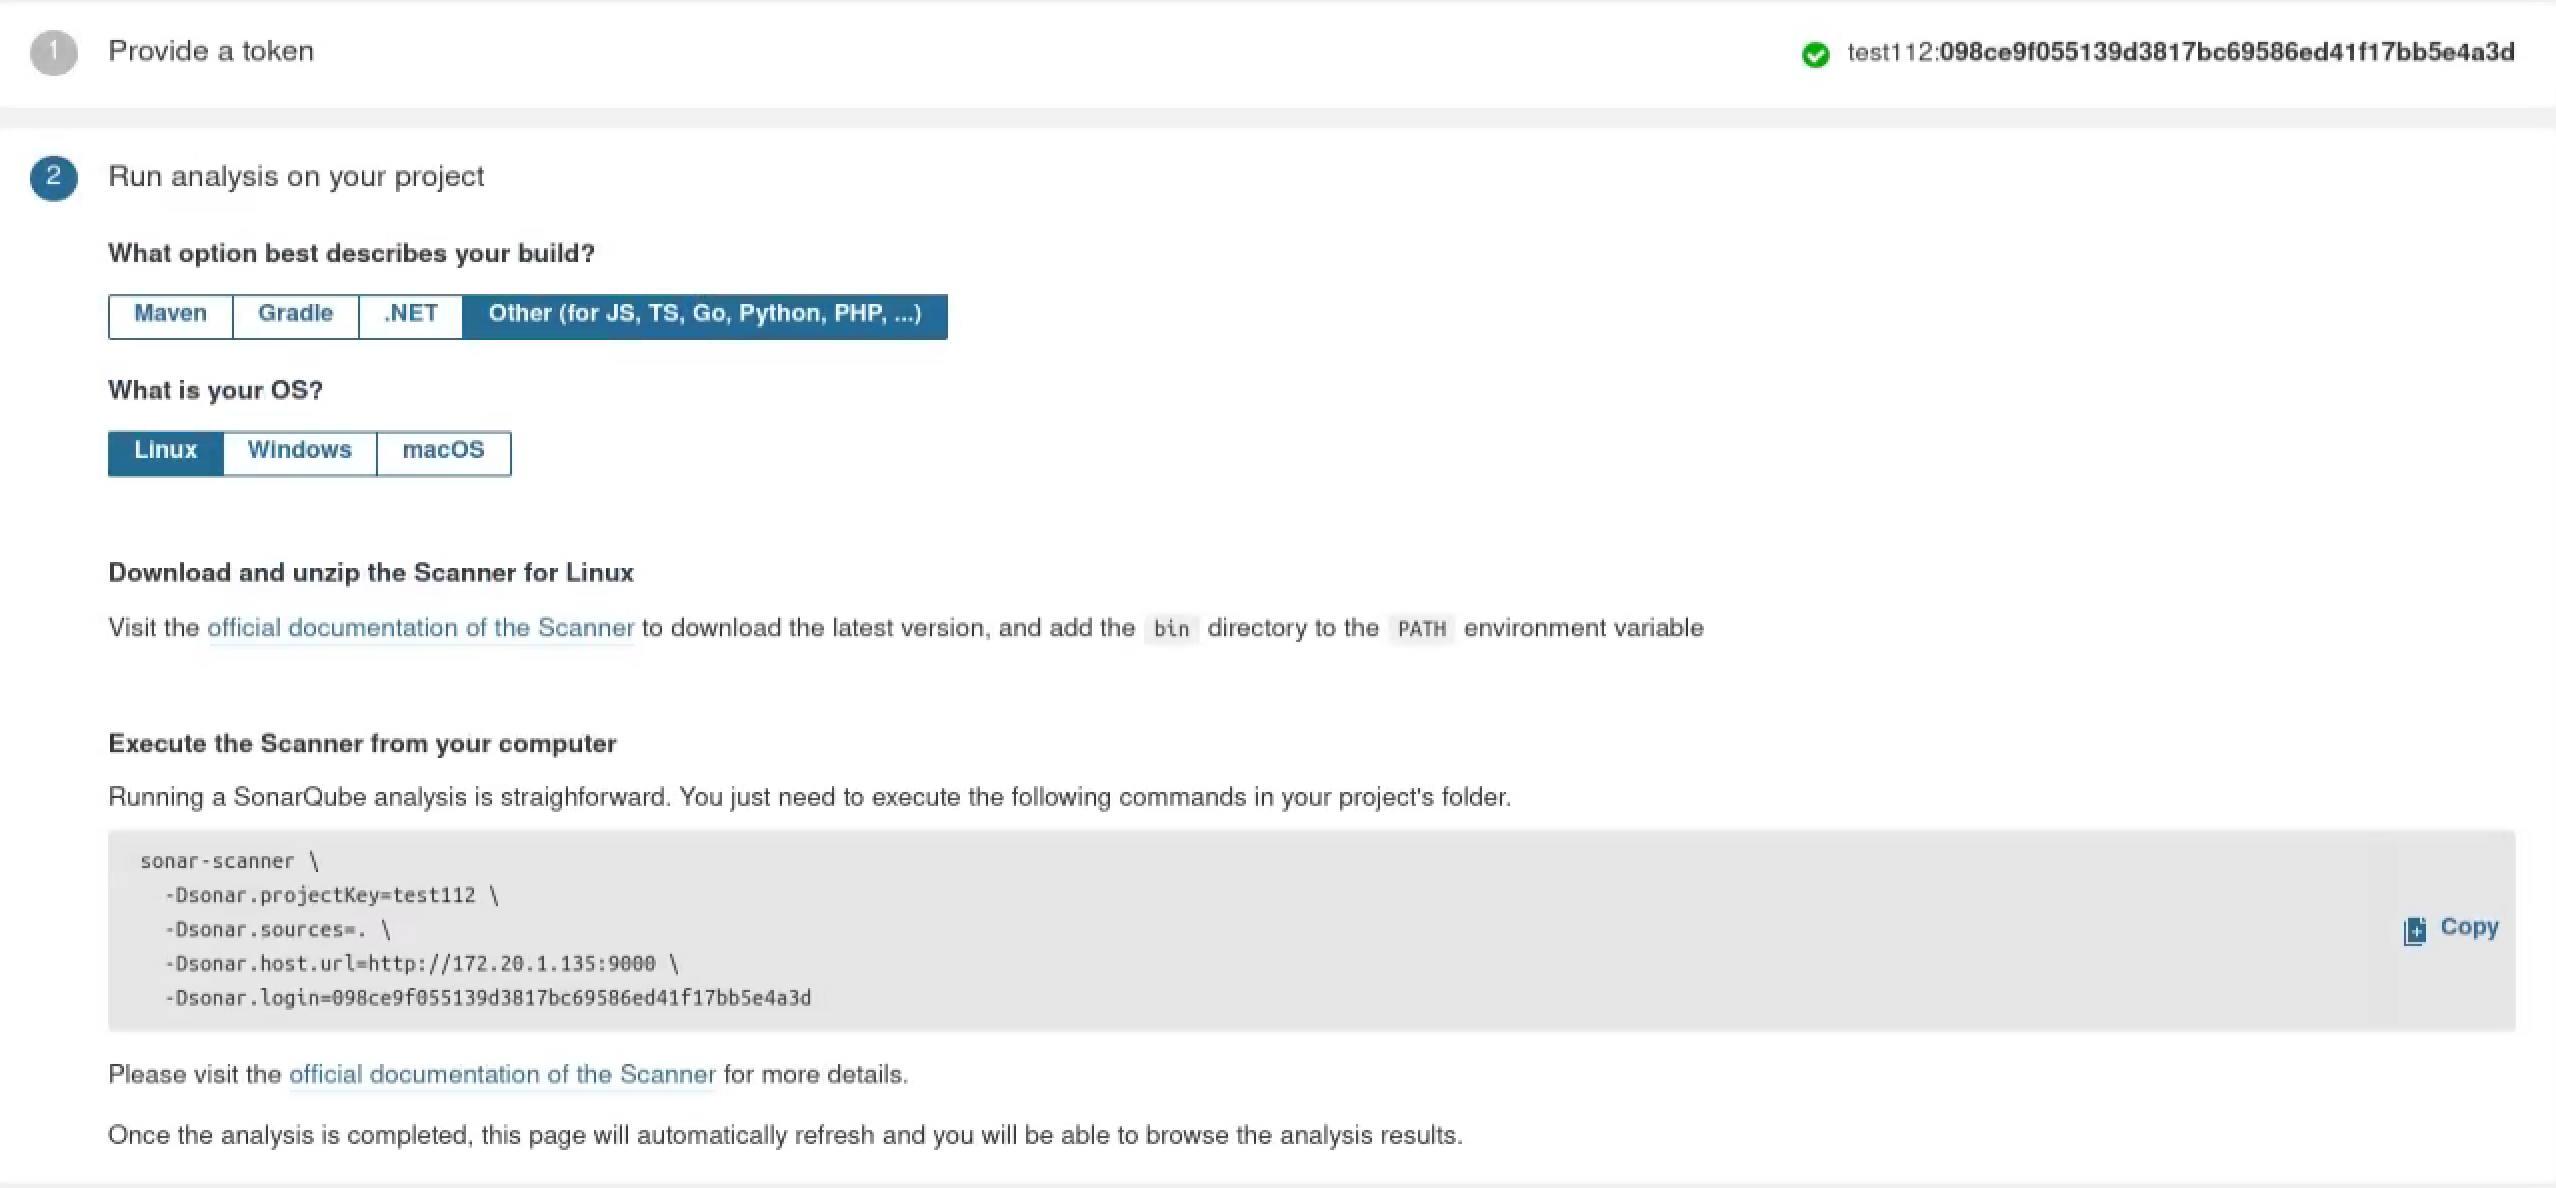 1 Provide a token test112:098ce9f055139d3817bc69586ed41f17bb5e4a3d
2 Run analysis on your project
What option best describes your build?
Maven Gradle .NET Other (for JS, TS, Go, Python, PHP, ...)
What is your OS?
Linux Windows macOS
Download and unzip the Scanner for Linux
Visit the official documentation of the Scanner to download the latest version, and add the bin directory to the PATH environment variable
Execute the Scanner from your computer
Running a SonarQube analysis is straighforward. You just need to execute the following commands in your project's folder.
sonar-scanner \
-Dsonar.projectKey=test112 \
-Dsonar.sources=. \
Copy
-Dsonar.host.url=http://172.20.1.135:9000 \
-Dsonar.login=098ce9f055139d3817bc69586ed41f17bb5e4a3d
Please visit the official documentation of the Scanner for more details.
Once the analysis is completed, this page will automatically refresh and you will be able to browse the analysis results.